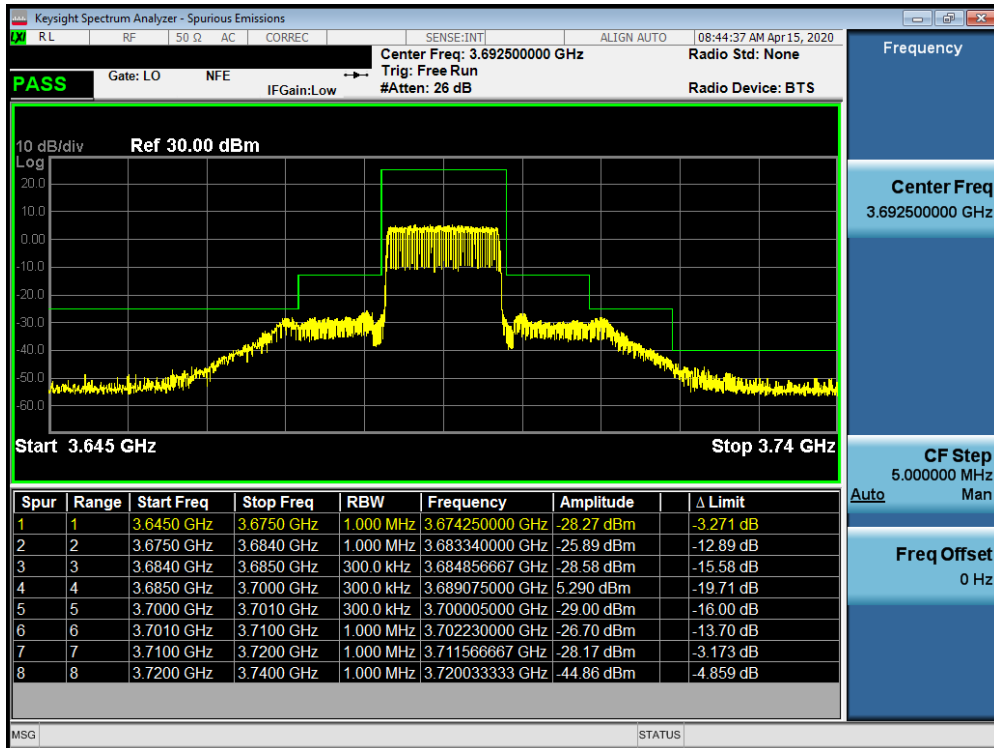 Keysight Spectrum Analyzer - Spurious Emissions
LXI RL RF 50 Ω AC CORREC SENSE:INT ALIGN AUTO 08:44:37 AM Apr 15, 2020
Center Freq: 3.692500000 GHz Radio Std: None
PASS Gate: LO NFE Trig: Free Run
IFGain:Low #Atten: 26 dB Radio Device: BTS
10 dB/div Ref 30.00 dBm
Log
20.0
10.0
0.00
-10.0
-20.0
-30.0
-40.0
-50.0
-60.0
Start 3.645 GHz Stop 3.74 GHz
Spur Range Start Freq Stop Freq RBW Frequency Amplitude Δ Limit
1 1 3.6450 GHz 3.6750 GHz 1.000 MHz 3.674250000 GHz -28.27 dBm -3.271 dB
2 2 3.6750 GHz 3.6840 GHz 1.000 MHz 3.683340000 GHz -25.89 dBm -12.89 dB
3 3 3.6840 GHz 3.6850 GHz 300.0 kHz 3.684856667 GHz -28.58 dBm -15.58 dB
4 4 3.6850 GHz 3.7000 GHz 300.0 kHz 3.689075000 GHz 5.290 dBm -19.71 dB
5 5 3.7000 GHz 3.7010 GHz 300.0 kHz 3.700005000 GHz -29.00 dBm -16.00 dB
6 6 3.7010 GHz 3.7100 GHz 1.000 MHz 3.702230000 GHz -26.70 dBm -13.70 dB
7 7 3.7100 GHz 3.7200 GHz 1.000 MHz 3.711566667 GHz -28.17 dBm -3.173 dB
8 8 3.7200 GHz 3.7400 GHz 1.000 MHz 3.720033333 GHz -44.86 dBm -4.859 dB
MSG STATUS
Frequency
Center Freq
3.692500000 GHz
CF Step
5.000000 MHz
Auto Man
Freq Offset
0 Hz